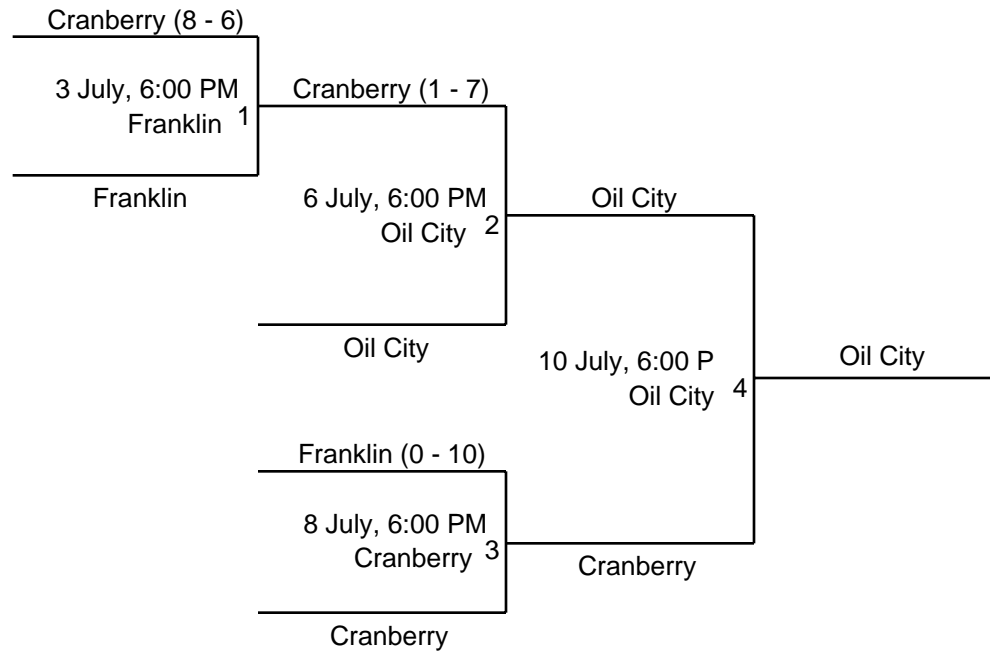 Cranberry (8 - 6)
3 July, 6:00 PM
Franklin 1
Franklin
Cranberry (1 - 7)
6 July, 6:00 PM
Oil City 2
Oil City
Oil City
10 July, 6:00 P
Oil City 4
Oil City
Franklin (0 - 10)
8 July, 6:00 PM
Cranberry 3
Cranberry
Cranberry